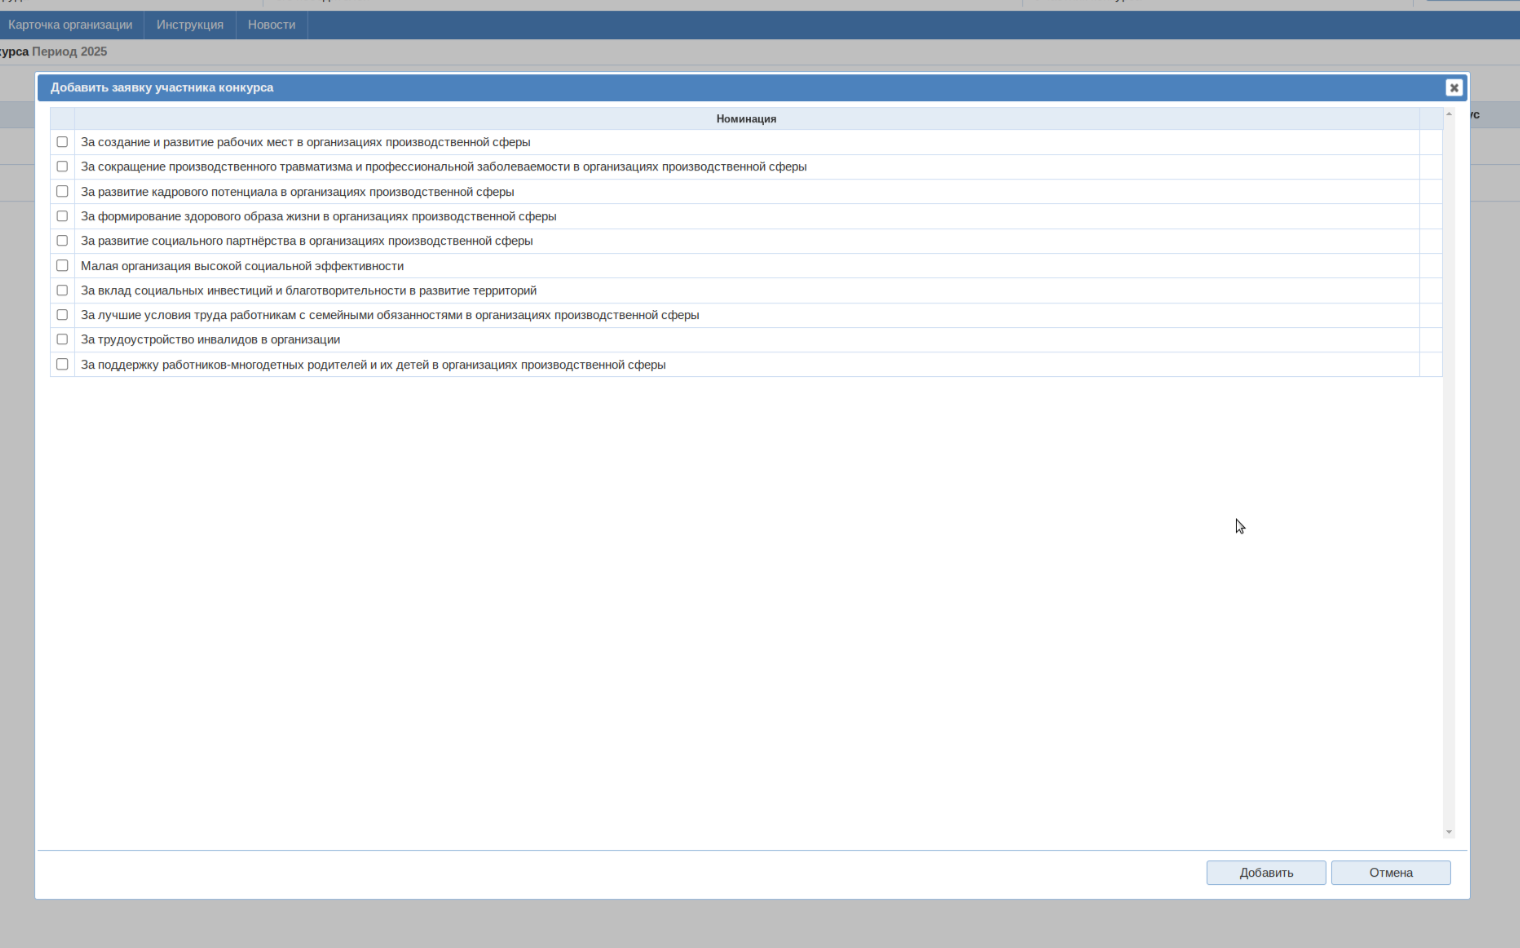 Карточка организации
Инструкция
Новости
Период 2025
Добавить заявку участника конкурса
Номинация
За создание и развитие рабочих мест в организациях производственной сферы
За сокращение производственного травматизма и профессиональной заболеваемости в организациях производственной сферы
За развитие кадрового потенциала в организациях производственной сферы
За формирование здорового образа жизни в организациях производственной сферы
За развитие социального партнёрства в организациях производственной сферы
Малая организация высокой социальной эффективности
За вклад социальных инвестиций и благотворительности в развитие территорий
За лучшие условия труда работникам с семейными обязанностями в организациях производственной сферы
За трудоустройство инвалидов в организации
За поддержку работников-многодетных родителей и их детей в организациях производственной сферы
Добавить
Отмена